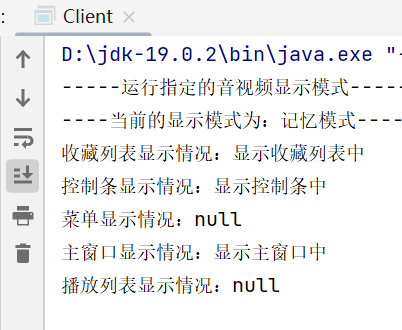 Client
D:\jdk-19.0.2\bin\java.exe "-
-----运行指定的音视频显示模式-----
----当前的显示模式为：记忆模式----
收藏列表显示情况：显示收藏列表中
控制条显示情况：显示控制条中
菜单显示情况：null
主窗口显示情况：显示主窗口中
播放列表显示情况：null